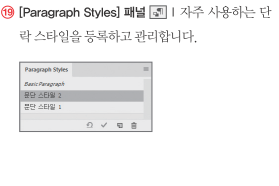 19 [Paragraph Styles] 패널 | 자주 사용하는 단
락 스타일을 등록하고 관리합니다.
Paragraph Styles
Basic Paragraph
문단 스타일 2
문단 스타일 1